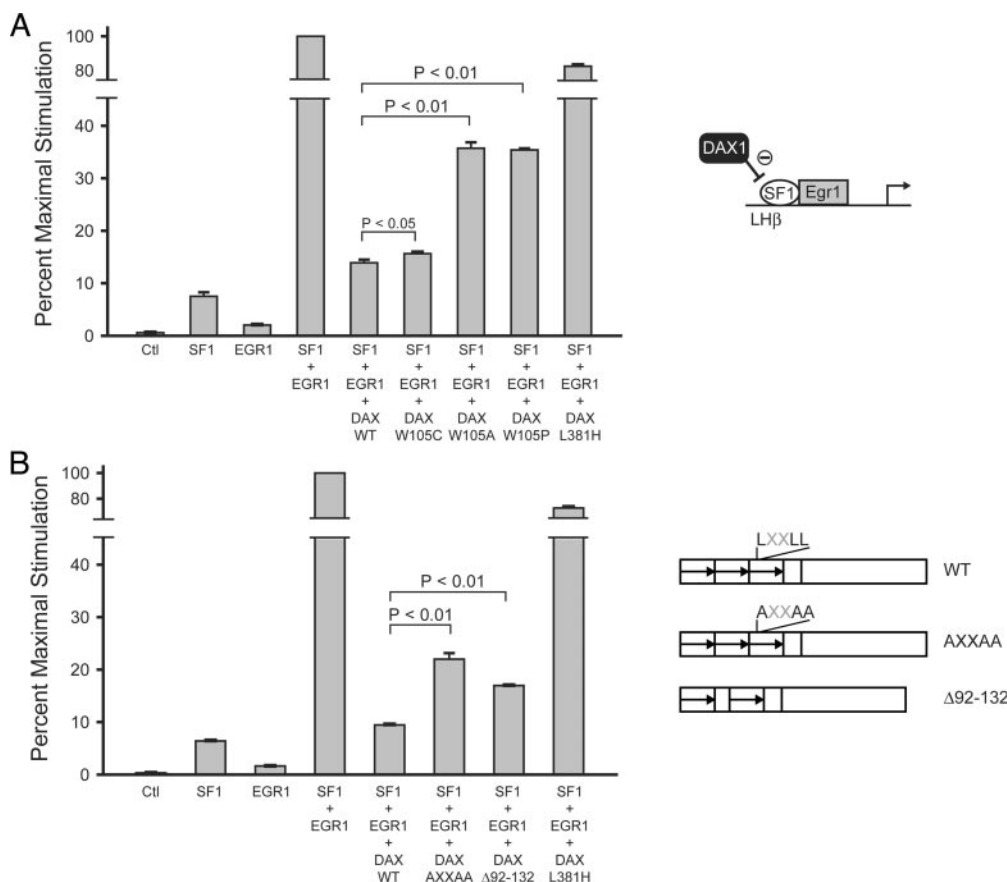 A
Percent Maximal Stimulation
100
80
40
30
20
10
0
P < 0.01
P < 0.01
P < 0.05
Ctl
SF1
EGR1
SF1
+
EGR1
SF1
+
EGR1
+
DAX
WT
SF1
+
EGR1
+
DAX
W105C
SF1
+
EGR1
+
DAX
W105A
SF1
+
EGR1
+
DAX
W105P
SF1
+
EGR1
+
DAX
L381H
DAX1
−
SF1
Egr1
LHβ
B
Percent Maximal Stimulation
100
80
40
30
20
10
0
P < 0.01
P < 0.01
Ctl
SF1
EGR1
SF1
+
EGR1
SF1
+
EGR1
+
DAX
WT
SF1
+
EGR1
+
DAX
AXXAA
SF1
+
EGR1
+
DAX
Δ92-132
SF1
+
EGR1
+
DAX
L381H
LXXLL
WT
AXXAA
AXXAA
Δ92-132